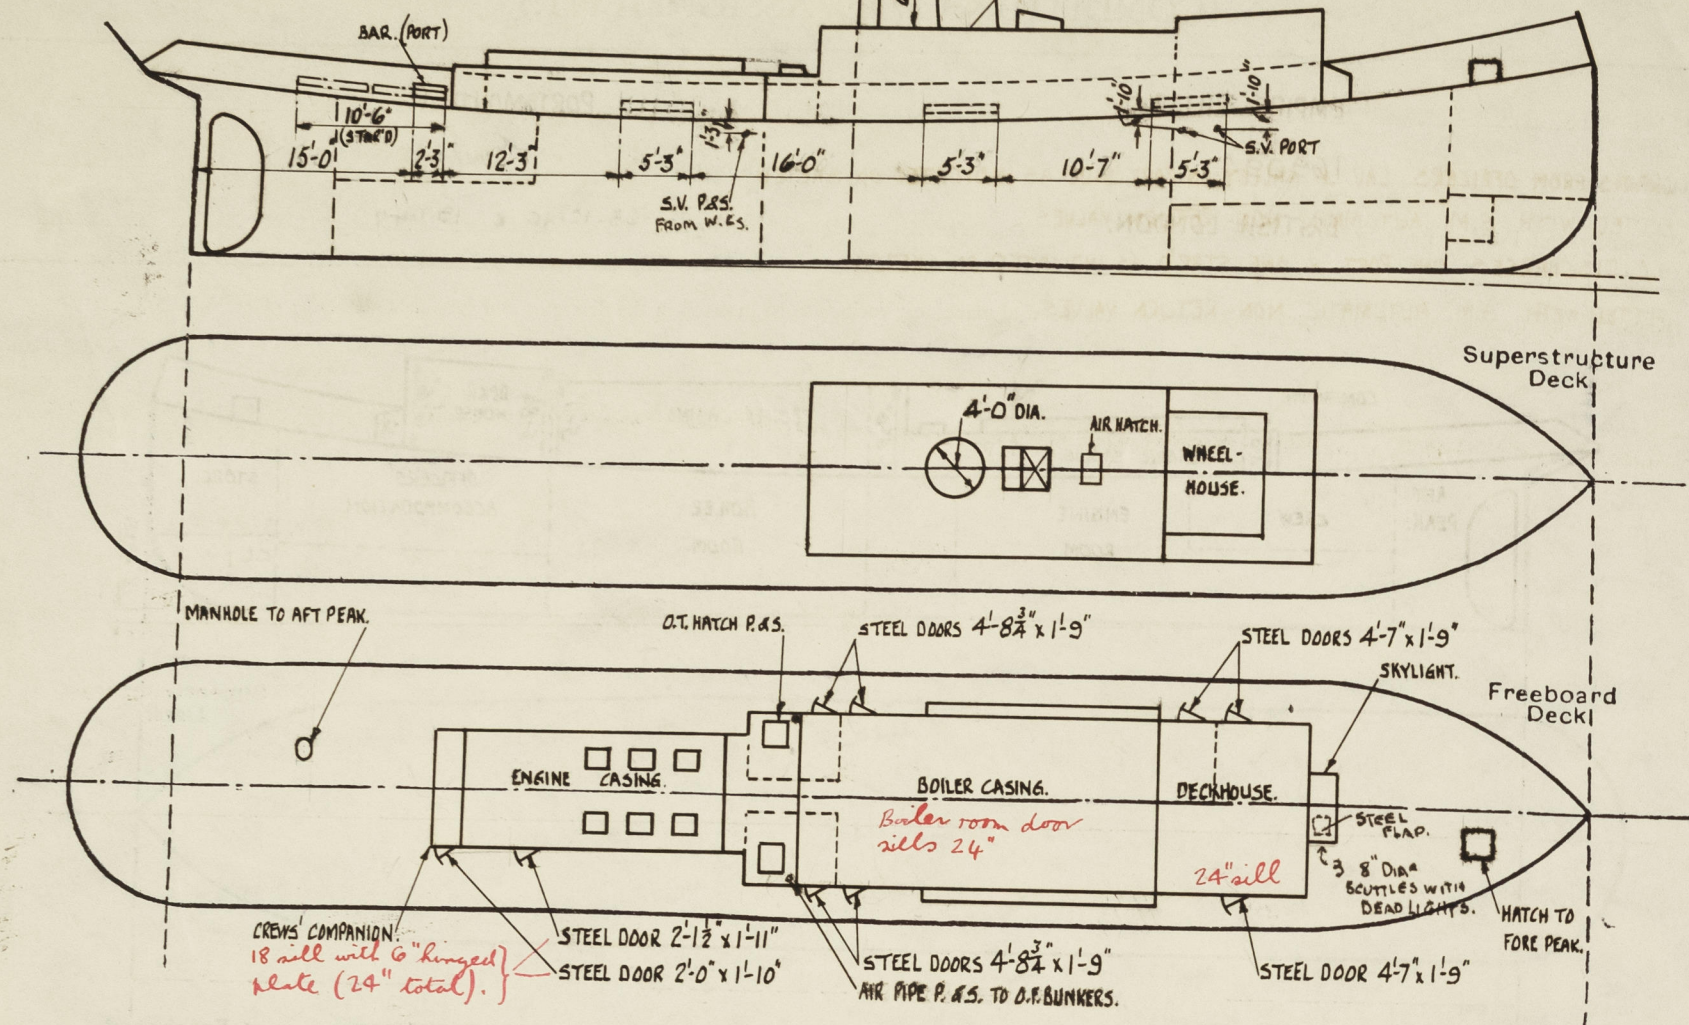 BAR. (PORT)
10'-6"
(STAR'D)
15'-0"
2'-3"
12'-3"
5'-3"
1'-3"
16'-0"
5'-3"
10'-7"
5'-3"
1'-10"
1'-10"
S.V. PORT
S.V. P.&S.
FROM W.C's.
Superstructure
Deck
4'-0" DIA.
AIR HATCH.
WHEEL-
HOUSE.
MANHOLE TO AFT PEAK.
O.T. HATCH P.&S.
STEEL DOORS 4'-8¾" x 1'-9"
STEEL DOORS 4'-7" x 1'-9"
SKYLIGHT.
Freeboard
Deck
ENGINE CASING.
BOILER CASING.
DECKHOUSE.
Boiler room door
sills 24"
24" sill
STEEL
FLAP.
3 8" DIA
SCUTTLES WITH
DEAD LIGHTS.
HATCH TO
FORE PEAK.
CREWS' COMPANION.
18 sill with 6" hinged
plate (24" total).
STEEL DOOR 2'-1½" x 1'-11"
STEEL DOOR 2'-0" x 1'-10"
STEEL DOORS 4'-8¾" x 1'-9"
AIR PIPE P. &S. TO O.F. BUNKERS.
STEEL DOOR 4'-7" x 1'-9"